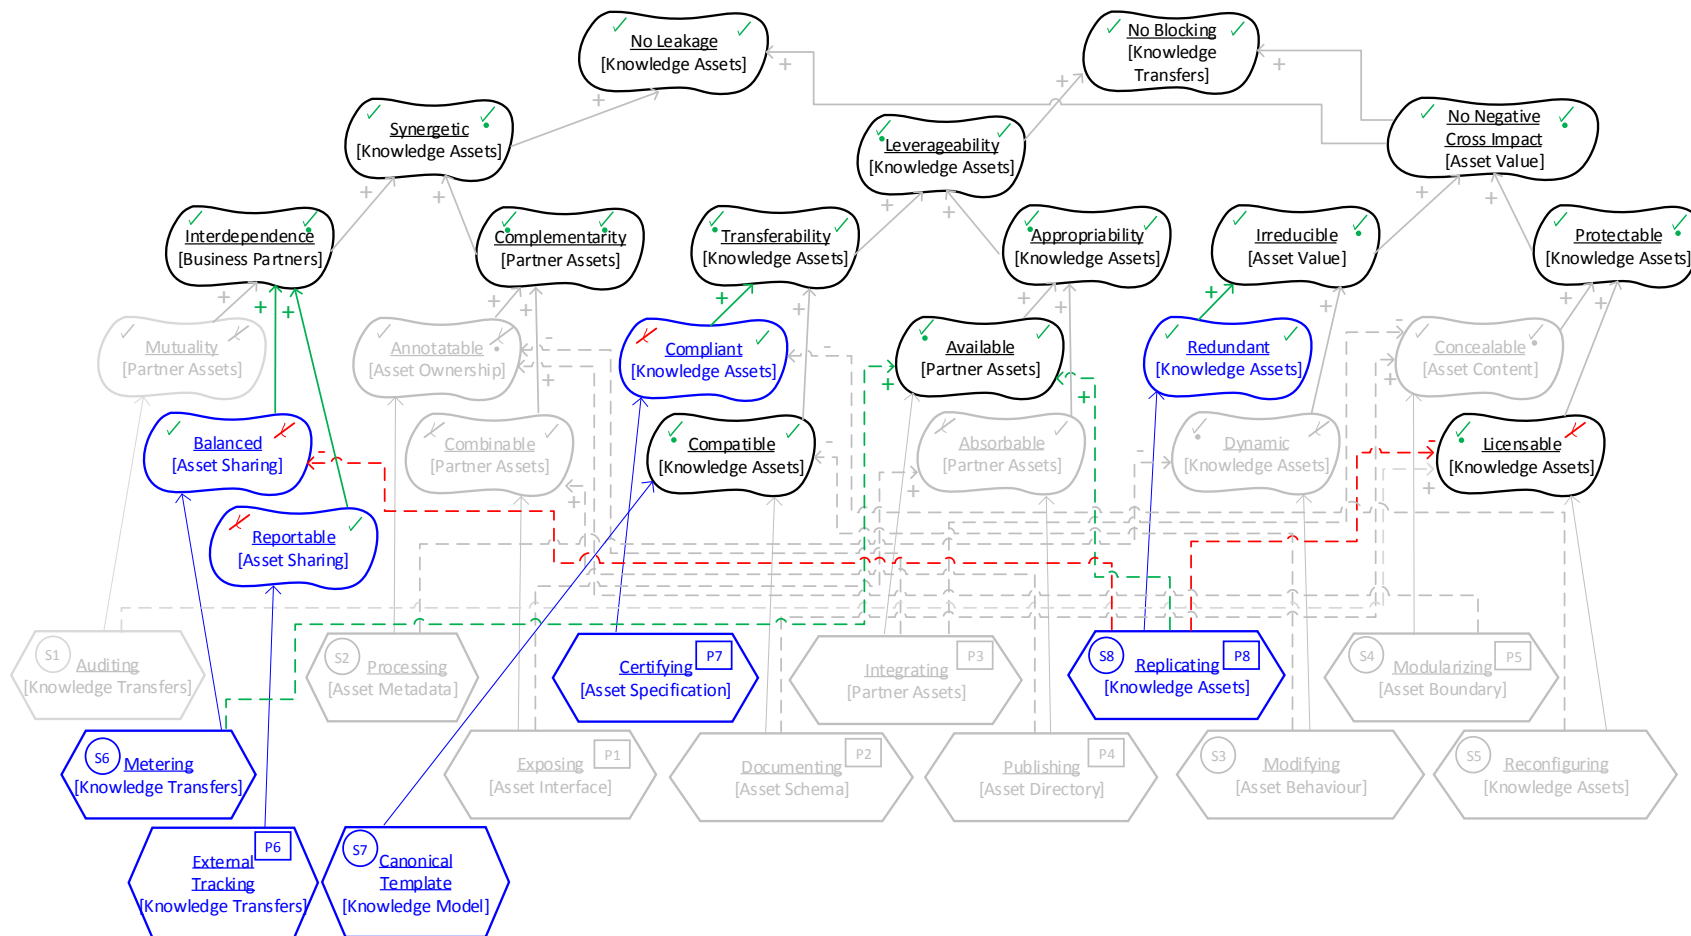 No Leakage
[Knowledge Assets]
+
No Blocking
[Knowledge
Transfers]
+
+
+
Synergetic
[Knowledge Assets]
Leverageability
[Knowledge Assets]
No Negative
Cross Impact
[Asset Value]
+
+
+
+
+
+
Interdependence
[Business Partners]
Complementarity
[Partner Assets]
Transferability
[Knowledge Assets]
Appropriability
[Knowledge Assets]
Irreducible
[Asset Value]
Protectable
[Knowledge Assets]
+
+
+
+
+
+
+
+
+
+
+
+
+
Mutuality
[Partner Assets]
Annotatable
[Asset Ownership]
-
+
Compliant
[Knowledge Assets]
-
Available
[Partner Assets]
+
+
Redundant
[Knowledge Assets]
Concealable
[Asset Content]
-
+
Balanced
[Asset Sharing]
-
Combinable
[Partner Assets]
+
Compatible
[Knowledge Assets]
-
Absorbable
[Partner Assets]
+
Dynamic
[Knowledge Assets]
-
Licensable
[Knowledge Assets]
-
+
Reportable
[Asset Sharing]
S1
Auditing
[Knowledge Transfers]
S2
Processing
[Asset Metadata]
Certifying
P7
[Asset Specification]
Integrating
P3
[Partner Assets]
S8
Replicating
P8
[Knowledge Assets]
S4
Modularizing
P5
[Asset Boundary]
S6
Metering
[Knowledge Transfers]
Exposing
P1
[Asset Interface]
Documenting
P2
[Asset Schema]
Publishing
P4
[Asset Directory]
S3
Modifying
[Asset Behaviour]
S5
Reconfiguring
[Knowledge Assets]
P6
External
Tracking
[Knowledge Transfers]
S7
Canonical
Template
[Knowledge Model]